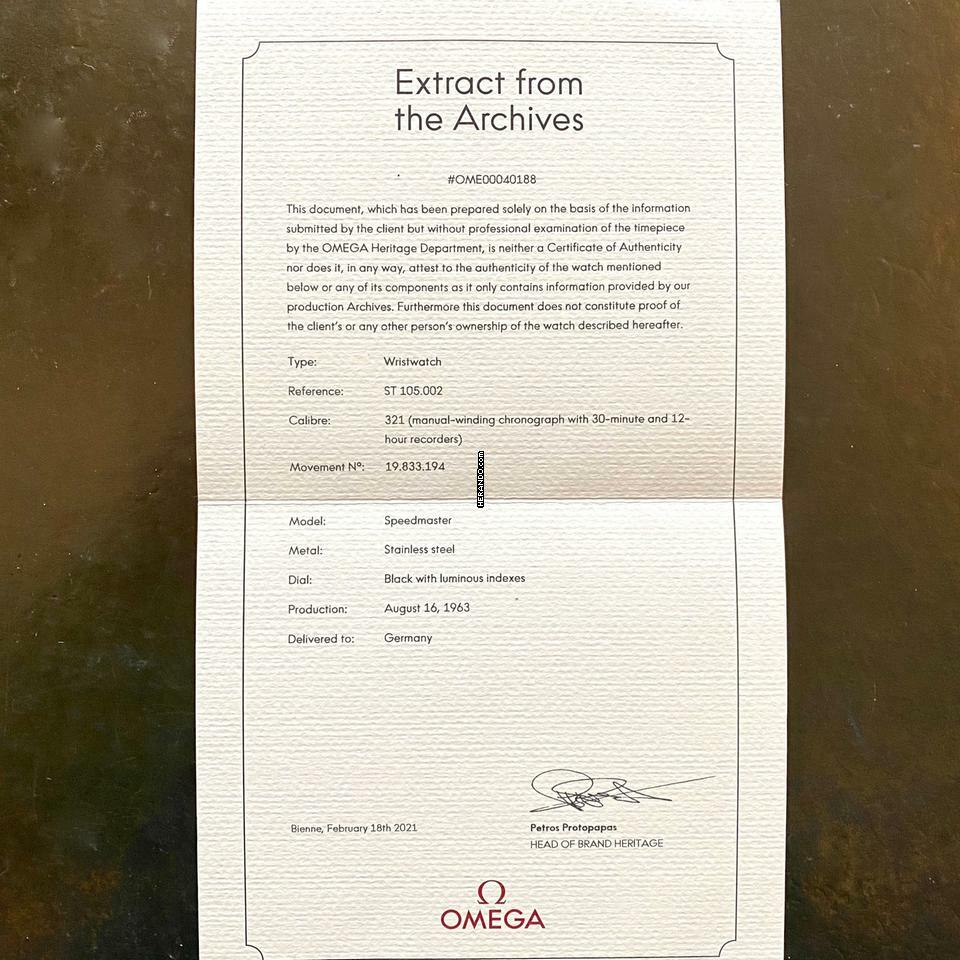 Extract from
the Archives
#OME00040188
This document, which has been prepared solely on the basis of the information
submitted by the client but without professional examination of the timepiece
by the OMEGA Heritage Department, is neither a Certificate of Authenticity
nor does it, in any way, attest to the authenticity of the watch mentioned
below or any of its components as it only contains information provided by our
production Archives. Furthermore this document does not constitute proof of
the client's or any other person's ownership of the watch described hereafter.
Type: Wristwatch
Reference: ST 105.002
Calibre: 321 (manual-winding chronograph with 30-minute and 12-
hour recorders)
Movement Nº: 19.833.194
HERANDO.com
Model: Speedmaster
Metal: Stainless steel
Dial: Black with luminous indexes
Production: August 16, 1963
Delivered to: Germany
Bienne, February 18th 2021
Petros Protopapas
HEAD OF BRAND HERITAGE
Ω
OMEGA